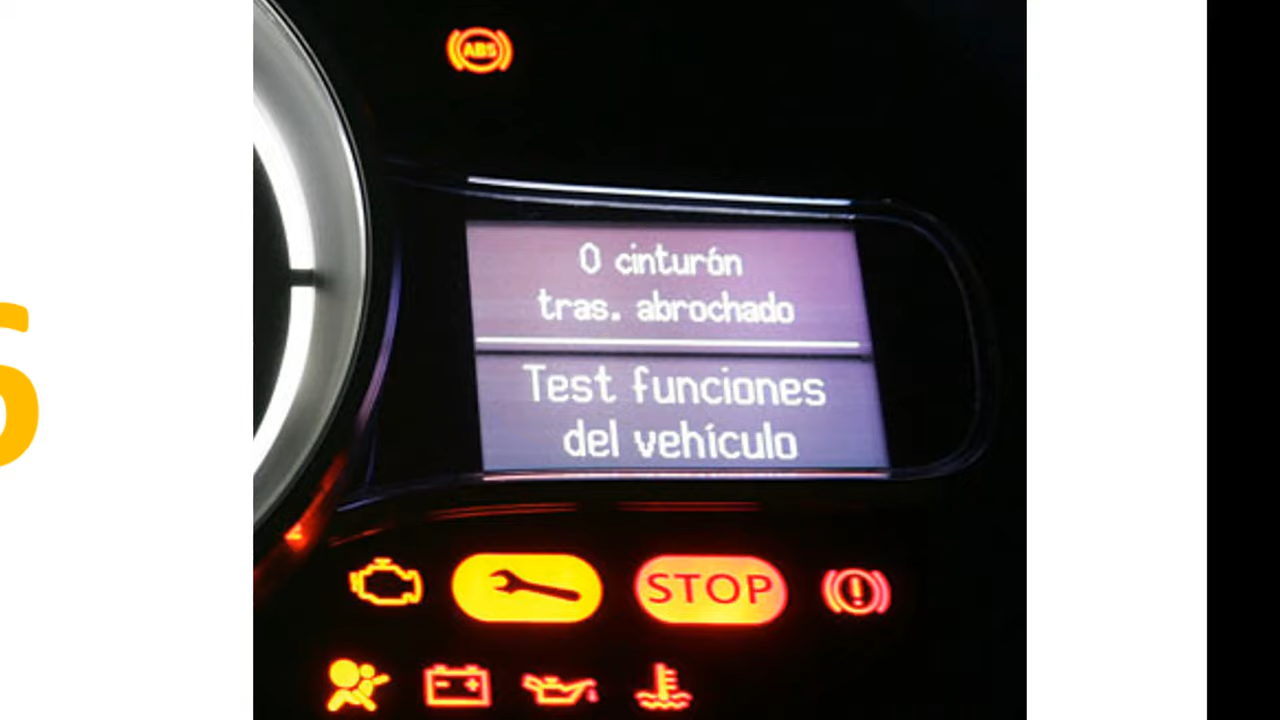 ABS
0 cinturón
tras. abrochado
Test funciones
del vehículo
STOP